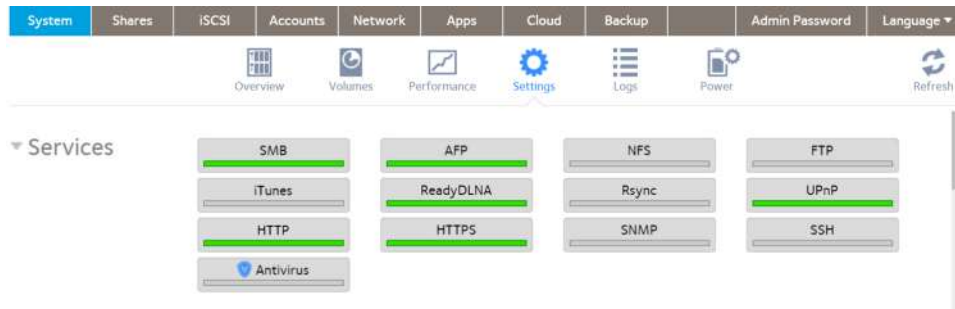 System Shares iSCSI Accounts Network Apps Cloud Backup Admin Password Language
Overview Volumes Performance Settings Logs Power Refresh
Services
SMB AFP NFS FTP
iTunes ReadyDLNA Rsync UPnP
HTTP HTTPS SNMP SSH
Antivirus